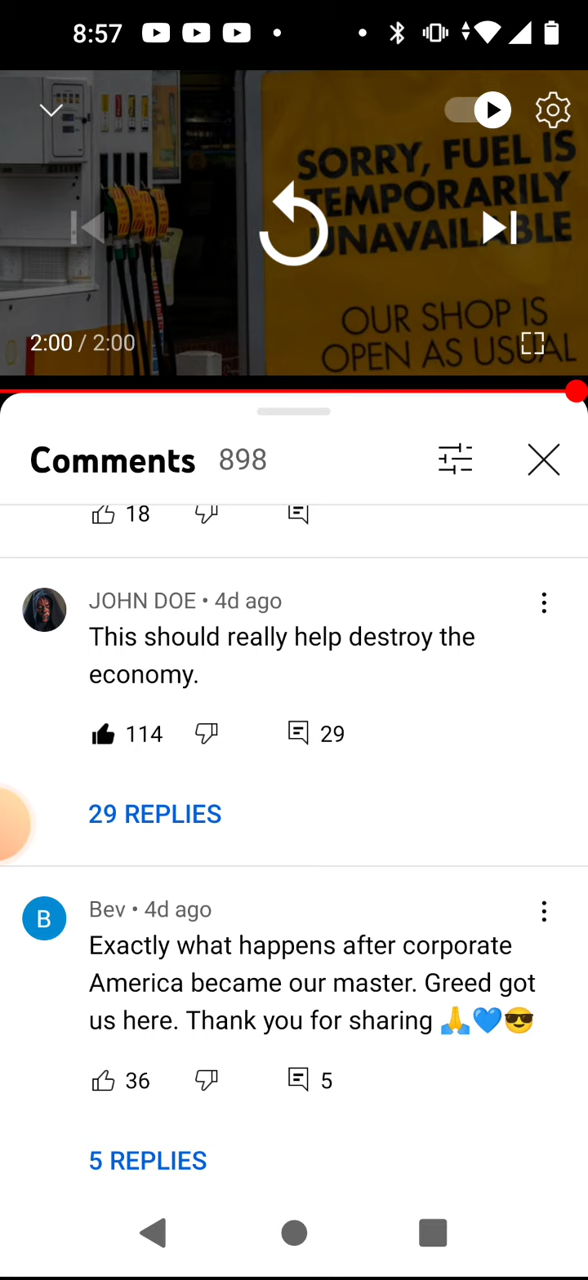 8:57
SORRY, FUEL IS
TEMPORARILY
UNAVAILABLE
OUR SHOP IS
OPEN AS USUAL
2:00 / 2:00
Comments 898
18
JOHN DOE • 4d ago
This should really help destroy the
economy.
114 29
29 REPLIES
B
Bev • 4d ago
Exactly what happens after corporate
America became our master. Greed got
us here. Thank you for sharing 🙏💙😎
36 5
5 REPLIES